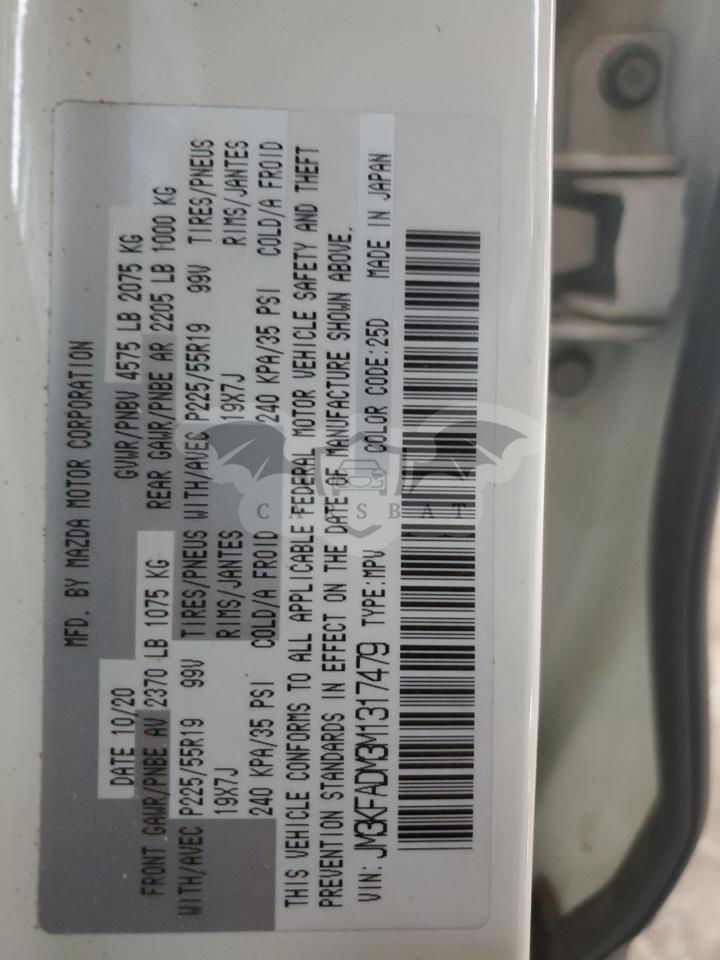 MFD. BY MAZDA MOTOR CORPORATION
DATE 10/20 GVWR/PNBV 4575 LB 2075 KG
FRONT GAWR/PNBE AV 2370 LB 1075 KG REAR GAWR/PNBE AR 2205 LB 1000 KG
WITH/AVEC P225/55R19 99V TIRES/PNEUS WITH/AVEC P225/55R19 99V TIRES/PNEUS
19X7J RIMS/JANTES 19X7J RIMS/JANTES
240 KPA/35 PSI COLD/A FROID 240 KPA/35 PSI COLD/A FROID
THIS VEHICLE CONFORMS TO ALL APPLICABLE FEDERAL MOTOR VEHICLE SAFETY AND THEFT
PREVENTION STANDARDS IN EFFECT ON THE DATE OF MANUFACTURE SHOWN ABOVE.
VIN: JM3KFADM3M1317479 TYPE:MPV COLOR CODE:25D MADE IN JAPAN
CARSBAT